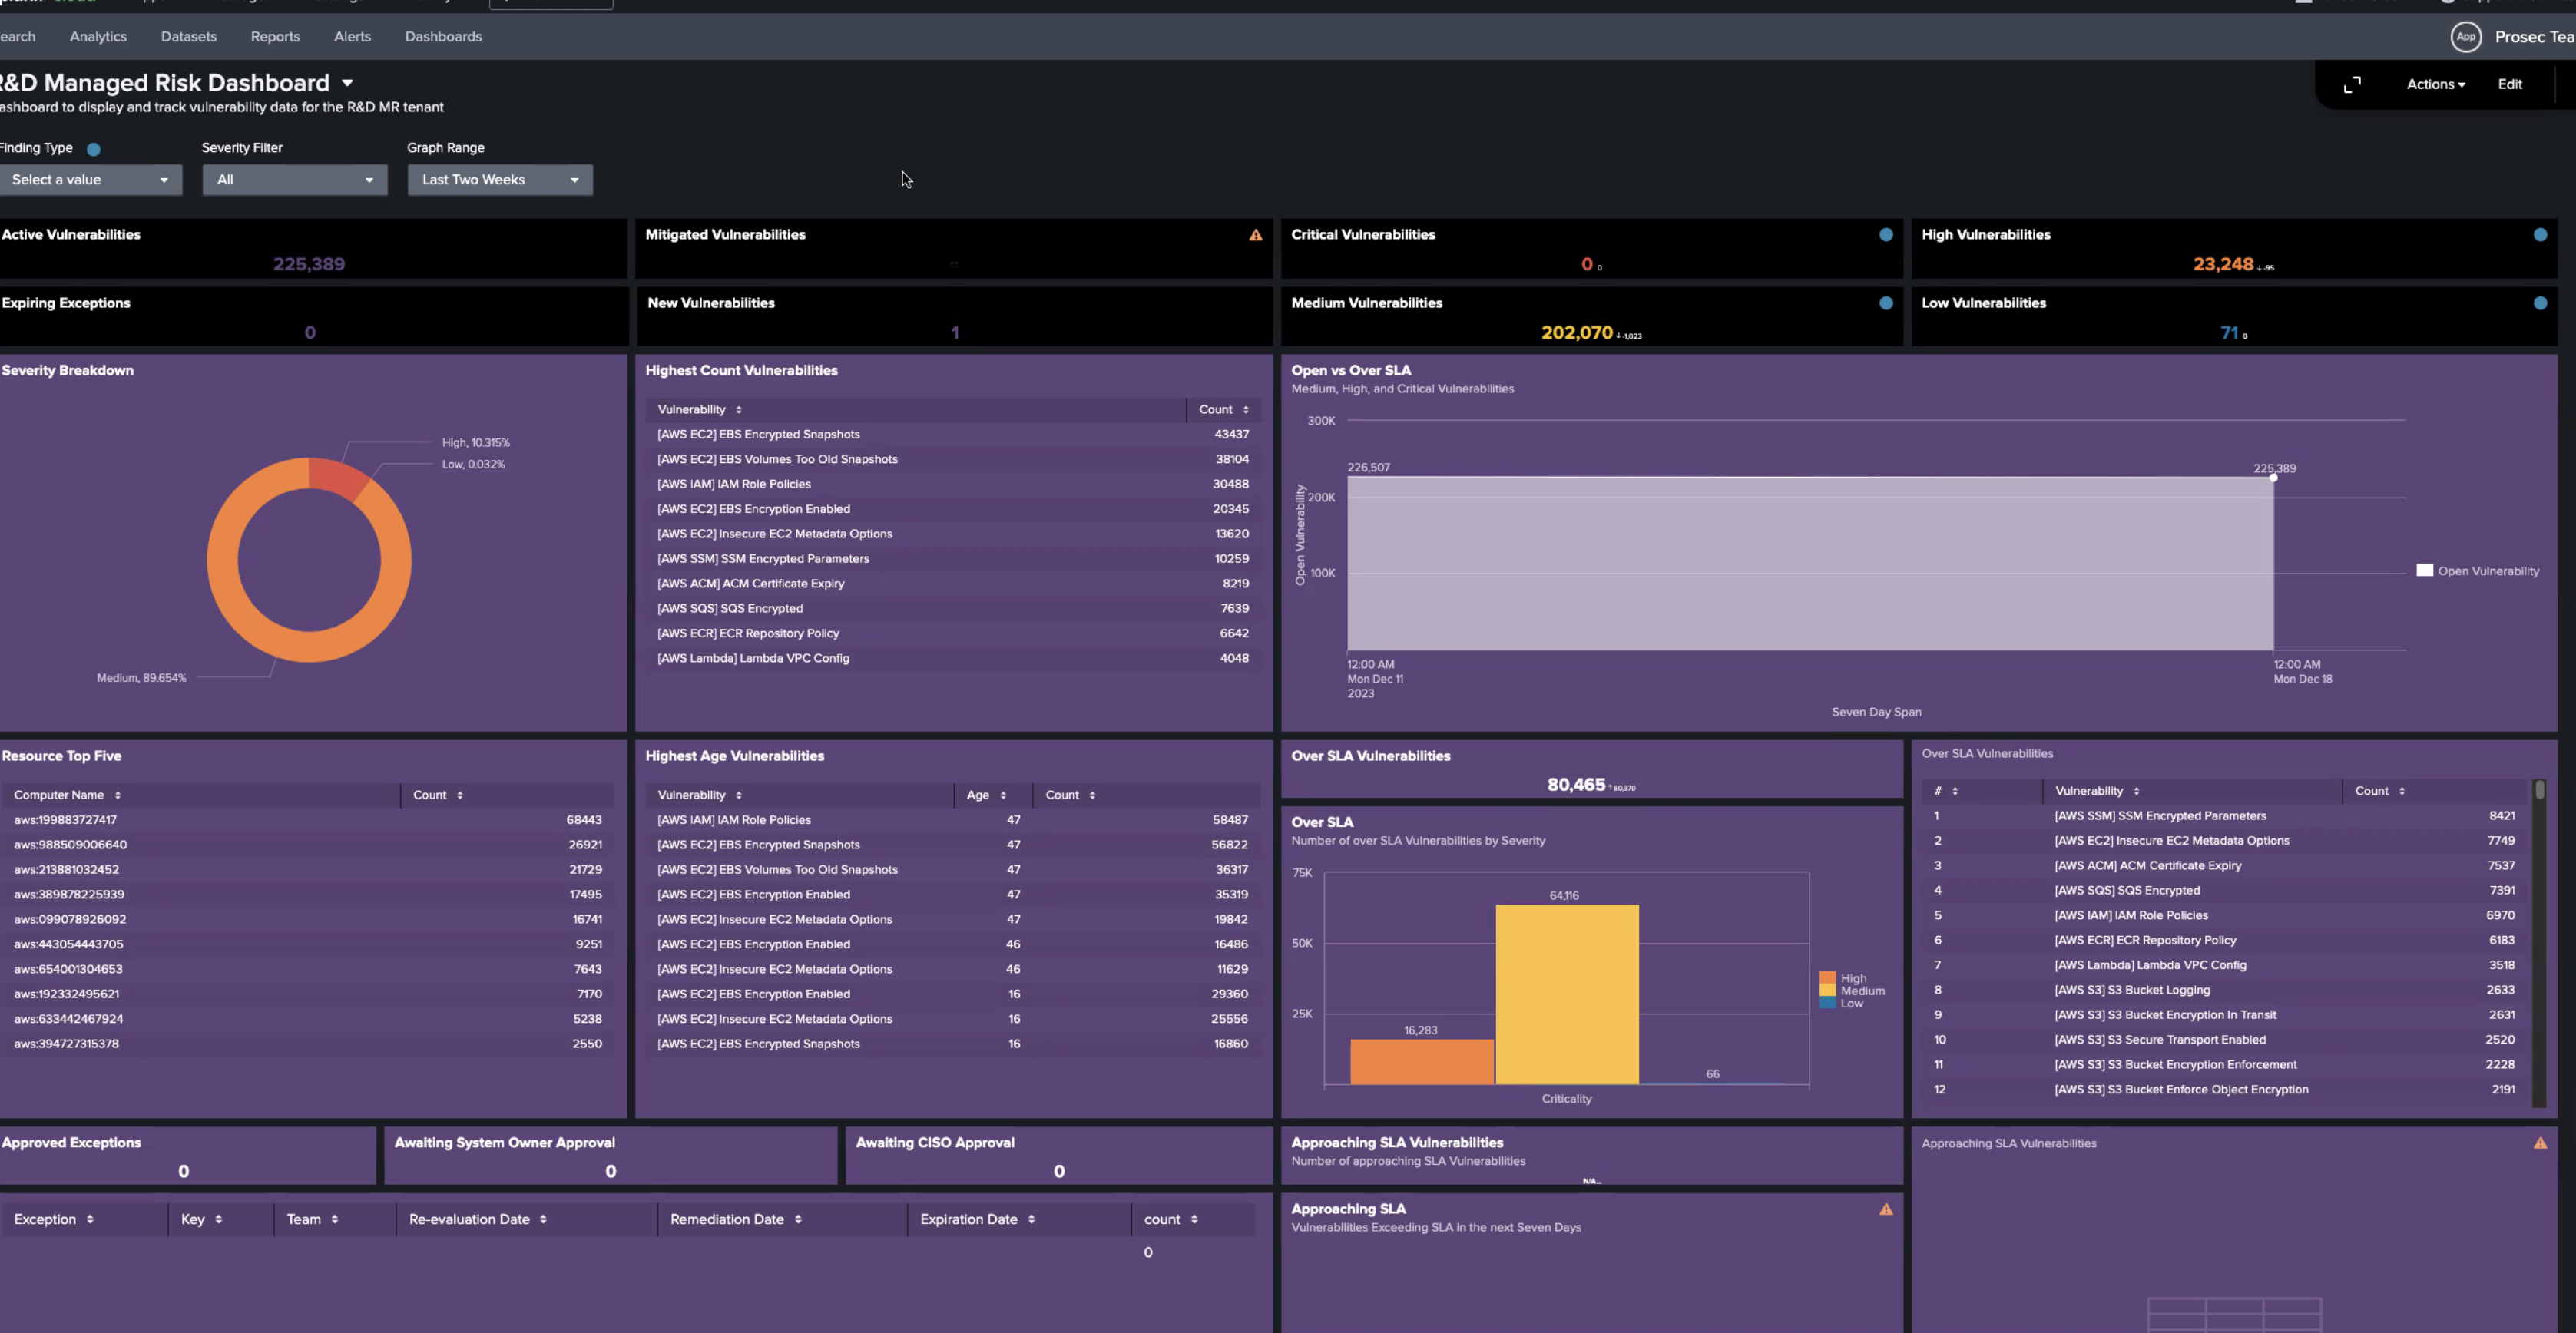 earch Analytics Datasets Reports Alerts Dashboards
App Prosec Tea
R&D Managed Risk Dashboard
ashboard to display and track vulnerability data for the R&D MR tenant
Actions Edit
Finding Type Severity Filter Graph Range
Select a value All Last Two Weeks
Active Vulnerabilities
225,389
Mitigated Vulnerabilities
Critical Vulnerabilities
0 0
High Vulnerabilities
23,248 -95
Expiring Exceptions
0
New Vulnerabilities
1
Medium Vulnerabilities
202,070 -1,023
Low Vulnerabilities
71 0
Severity Breakdown
High, 10.315%
Low, 0.032%
Medium, 89.654%
Highest Count Vulnerabilities
Vulnerability Count
[AWS EC2] EBS Encrypted Snapshots 43437
[AWS EC2] EBS Volumes Too Old Snapshots 38104
[AWS IAM] IAM Role Policies 30488
[AWS EC2] EBS Encryption Enabled 20345
[AWS EC2] Insecure EC2 Metadata Options 13620
[AWS SSM] SSM Encrypted Parameters 10259
[AWS ACM] ACM Certificate Expiry 8219
[AWS SQS] SQS Encrypted 7639
[AWS ECR] ECR Repository Policy 6642
[AWS Lambda] Lambda VPC Config 4048
Open vs Over SLA
Medium, High, and Critical Vulnerabilities
300K
226,507 225,389
200K
100K
Open Vulnerability
Open Vulnerability
12:00 AM 12:00 AM
Mon Dec 11 Mon Dec 18
2023
Seven Day Span
Resource Top Five
Computer Name Count
aws:199883727417 68443
aws:988509006640 26921
aws:213881032452 21729
aws:389878225939 17495
aws:099078926092 16741
aws:443054443705 9251
aws:654001304653 7643
aws:192332495621 7170
aws:633442467924 5238
aws:394727315378 2550
Highest Age Vulnerabilities
Vulnerability Age Count
[AWS IAM] IAM Role Policies 47 58487
[AWS EC2] EBS Encrypted Snapshots 47 56822
[AWS EC2] EBS Volumes Too Old Snapshots 47 36317
[AWS EC2] EBS Encryption Enabled 47 35319
[AWS EC2] Insecure EC2 Metadata Options 47 19842
[AWS EC2] EBS Encryption Enabled 46 16486
[AWS EC2] Insecure EC2 Metadata Options 46 11629
[AWS EC2] EBS Encryption Enabled 16 29360
[AWS EC2] Insecure EC2 Metadata Options 16 25556
[AWS EC2] EBS Encrypted Snapshots 16 16860
Over SLA Vulnerabilities
80,465 80,370
Over SLA
Number of over SLA Vulnerabilities by Severity
75K
64,116
50K
25K
16,283
66
Criticality
High
Medium
Low
Over SLA Vulnerabilities
# Vulnerability Count
1 [AWS SSM] SSM Encrypted Parameters 8421
2 [AWS EC2] Insecure EC2 Metadata Options 7749
3 [AWS ACM] ACM Certificate Expiry 7537
4 [AWS SQS] SQS Encrypted 7391
5 [AWS IAM] IAM Role Policies 6970
6 [AWS ECR] ECR Repository Policy 6183
7 [AWS Lambda] Lambda VPC Config 3518
8 [AWS S3] S3 Bucket Logging 2633
9 [AWS S3] S3 Bucket Encryption In Transit 2631
10 [AWS S3] S3 Secure Transport Enabled 2520
11 [AWS S3] S3 Bucket Encryption Enforcement 2228
12 [AWS S3] S3 Bucket Enforce Object Encryption 2191
Approved Exceptions
0
Awaiting System Owner Approval
0
Awaiting CISO Approval
0
Approaching SLA Vulnerabilities
Number of approaching SLA Vulnerabilities
N/A...
Approaching SLA Vulnerabilities
Exception Key Team Re-evaluation Date Remediation Date Expiration Date count
0
Approaching SLA
Vulnerabilities Exceeding SLA in the next Seven Days